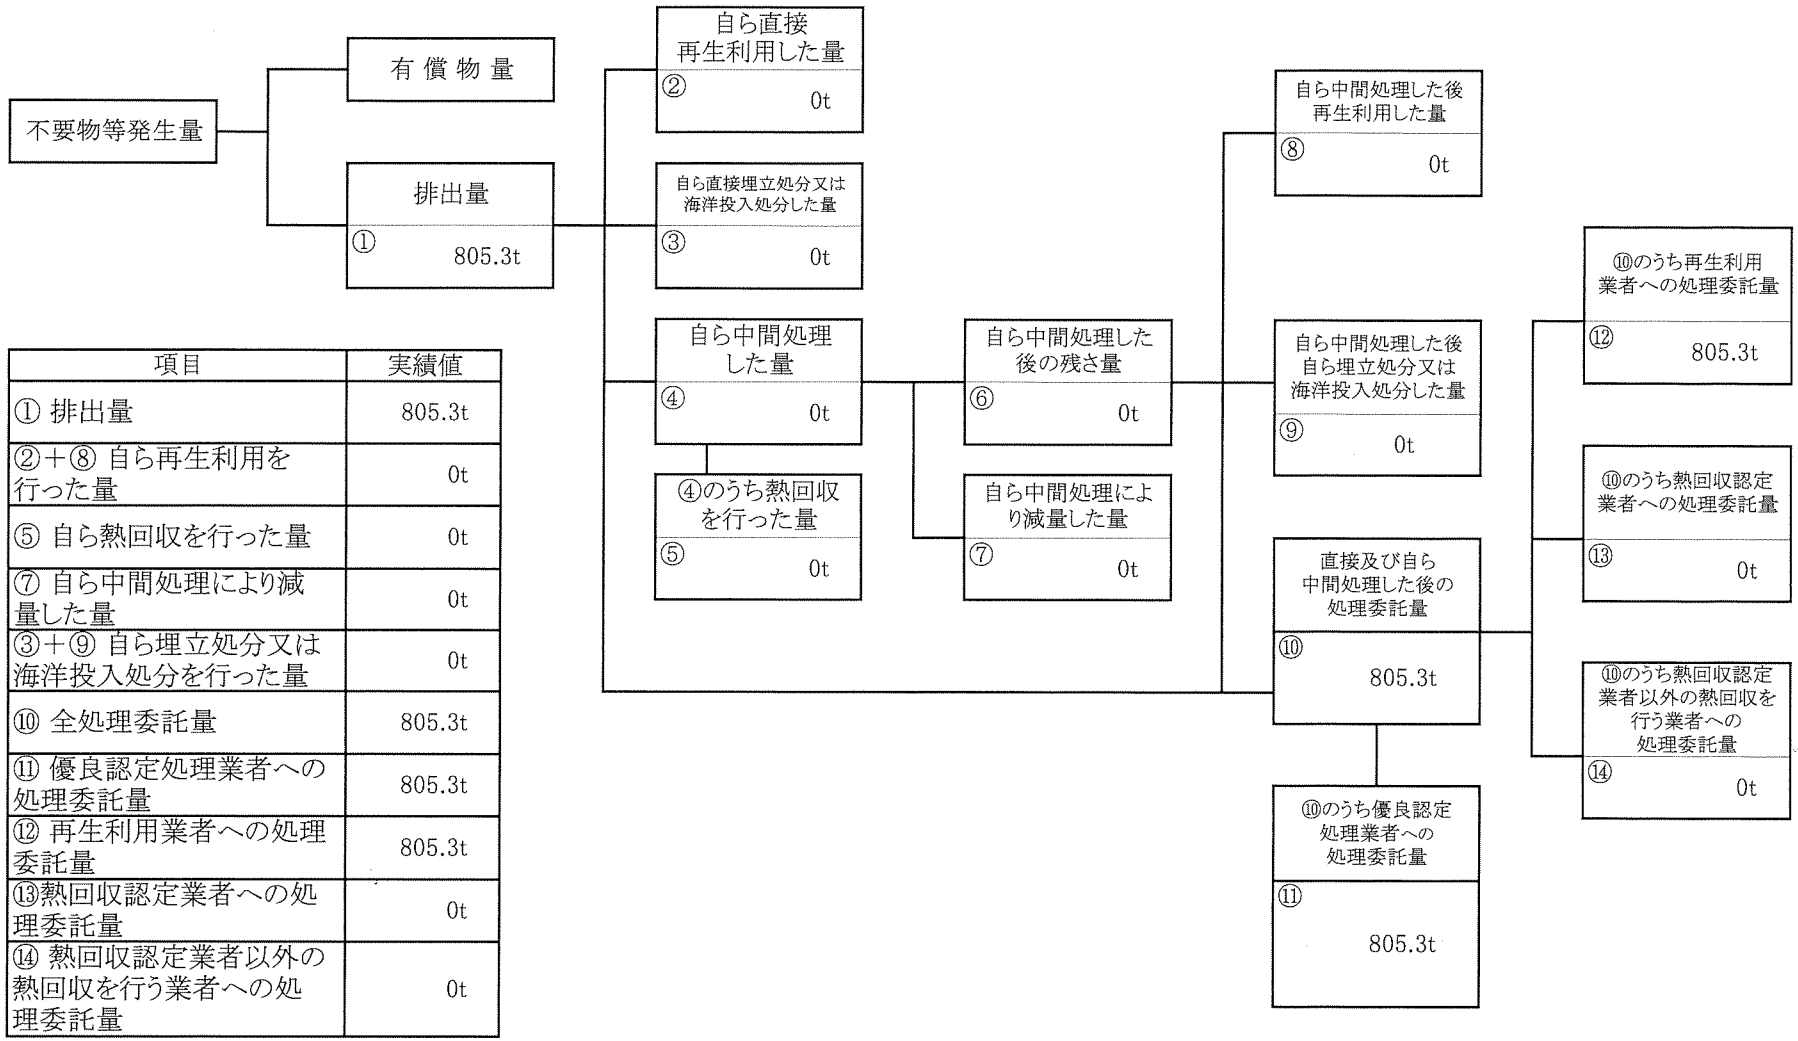 不要物等発生量
有償物量
排出量
①
805.3t
自ら直接
再生利用した量
②
0t
自ら直接埋立処分又は
海洋投入処分した量
③
0t
自ら中間処理
した量
④
0t
④のうち熱回収
を行った量
⑤
0t
自ら中間処理した
後の残さ量
⑥
0t
自ら中間処理によ
り減量した量
⑦
0t
自ら中間処理した後
再生利用した量
⑧
0t
自ら中間処理した後
自ら埋立処分又は
海洋投入処分した量
⑨
0t
直接及び自ら
中間処理した後の
処理委託量
⑩
805.3t
⑩のうち優良認定
処理業者への
処理委託量
⑪
805.3t
⑩のうち再生利用
業者への処理委託量
⑫
805.3t
⑩のうち熱回収認定
業者への処理委託量
⑬
0t
⑩のうち熱回収認定
業者以外の熱回収を
行う業者への
処理委託量
⑭
0t
項目 実績値
① 排出量 805.3t
②＋⑧ 自ら再生利用を
行った量 0t
⑤ 自ら熱回収を行った量 0t
⑦ 自ら中間処理により減
量した量 0t
③＋⑨ 自ら埋立処分又は
海洋投入処分を行った量 0t
⑩ 全処理委託量 805.3t
⑪ 優良認定処理業者への
処理委託量 805.3t
⑫ 再生利用業者への処理
委託量 805.3t
⑬熱回収認定業者への処
理委託量 0t
⑭ 熱回収認定業者以外の
熱回収を行う業者への処
理委託量 0t